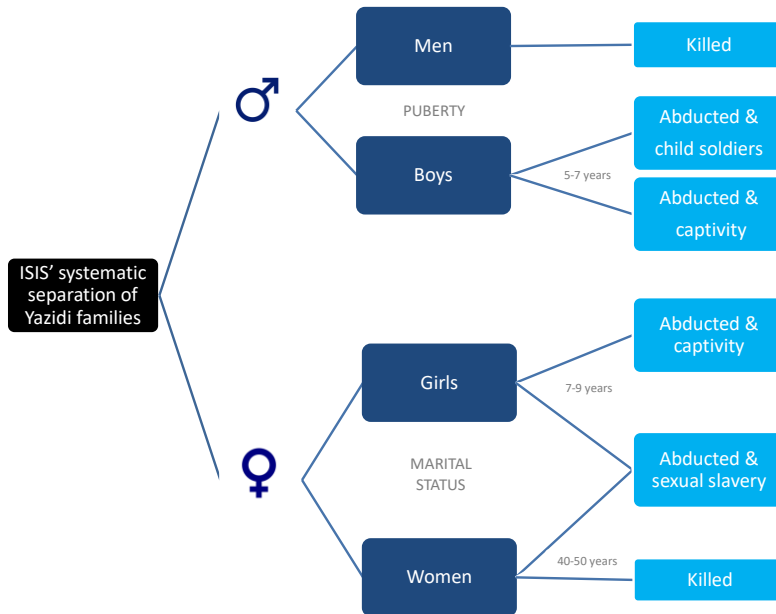 ISIS' systematic
separation of
Yazidi families
Men
Killed
PUBERTY
Boys
5-7 years
Abducted &
child soldiers
Abducted &
captivity
Girls
7-9 years
Abducted &
captivity
MARITAL
STATUS
Abducted &
sexual slavery
Women
40-50 years
Killed